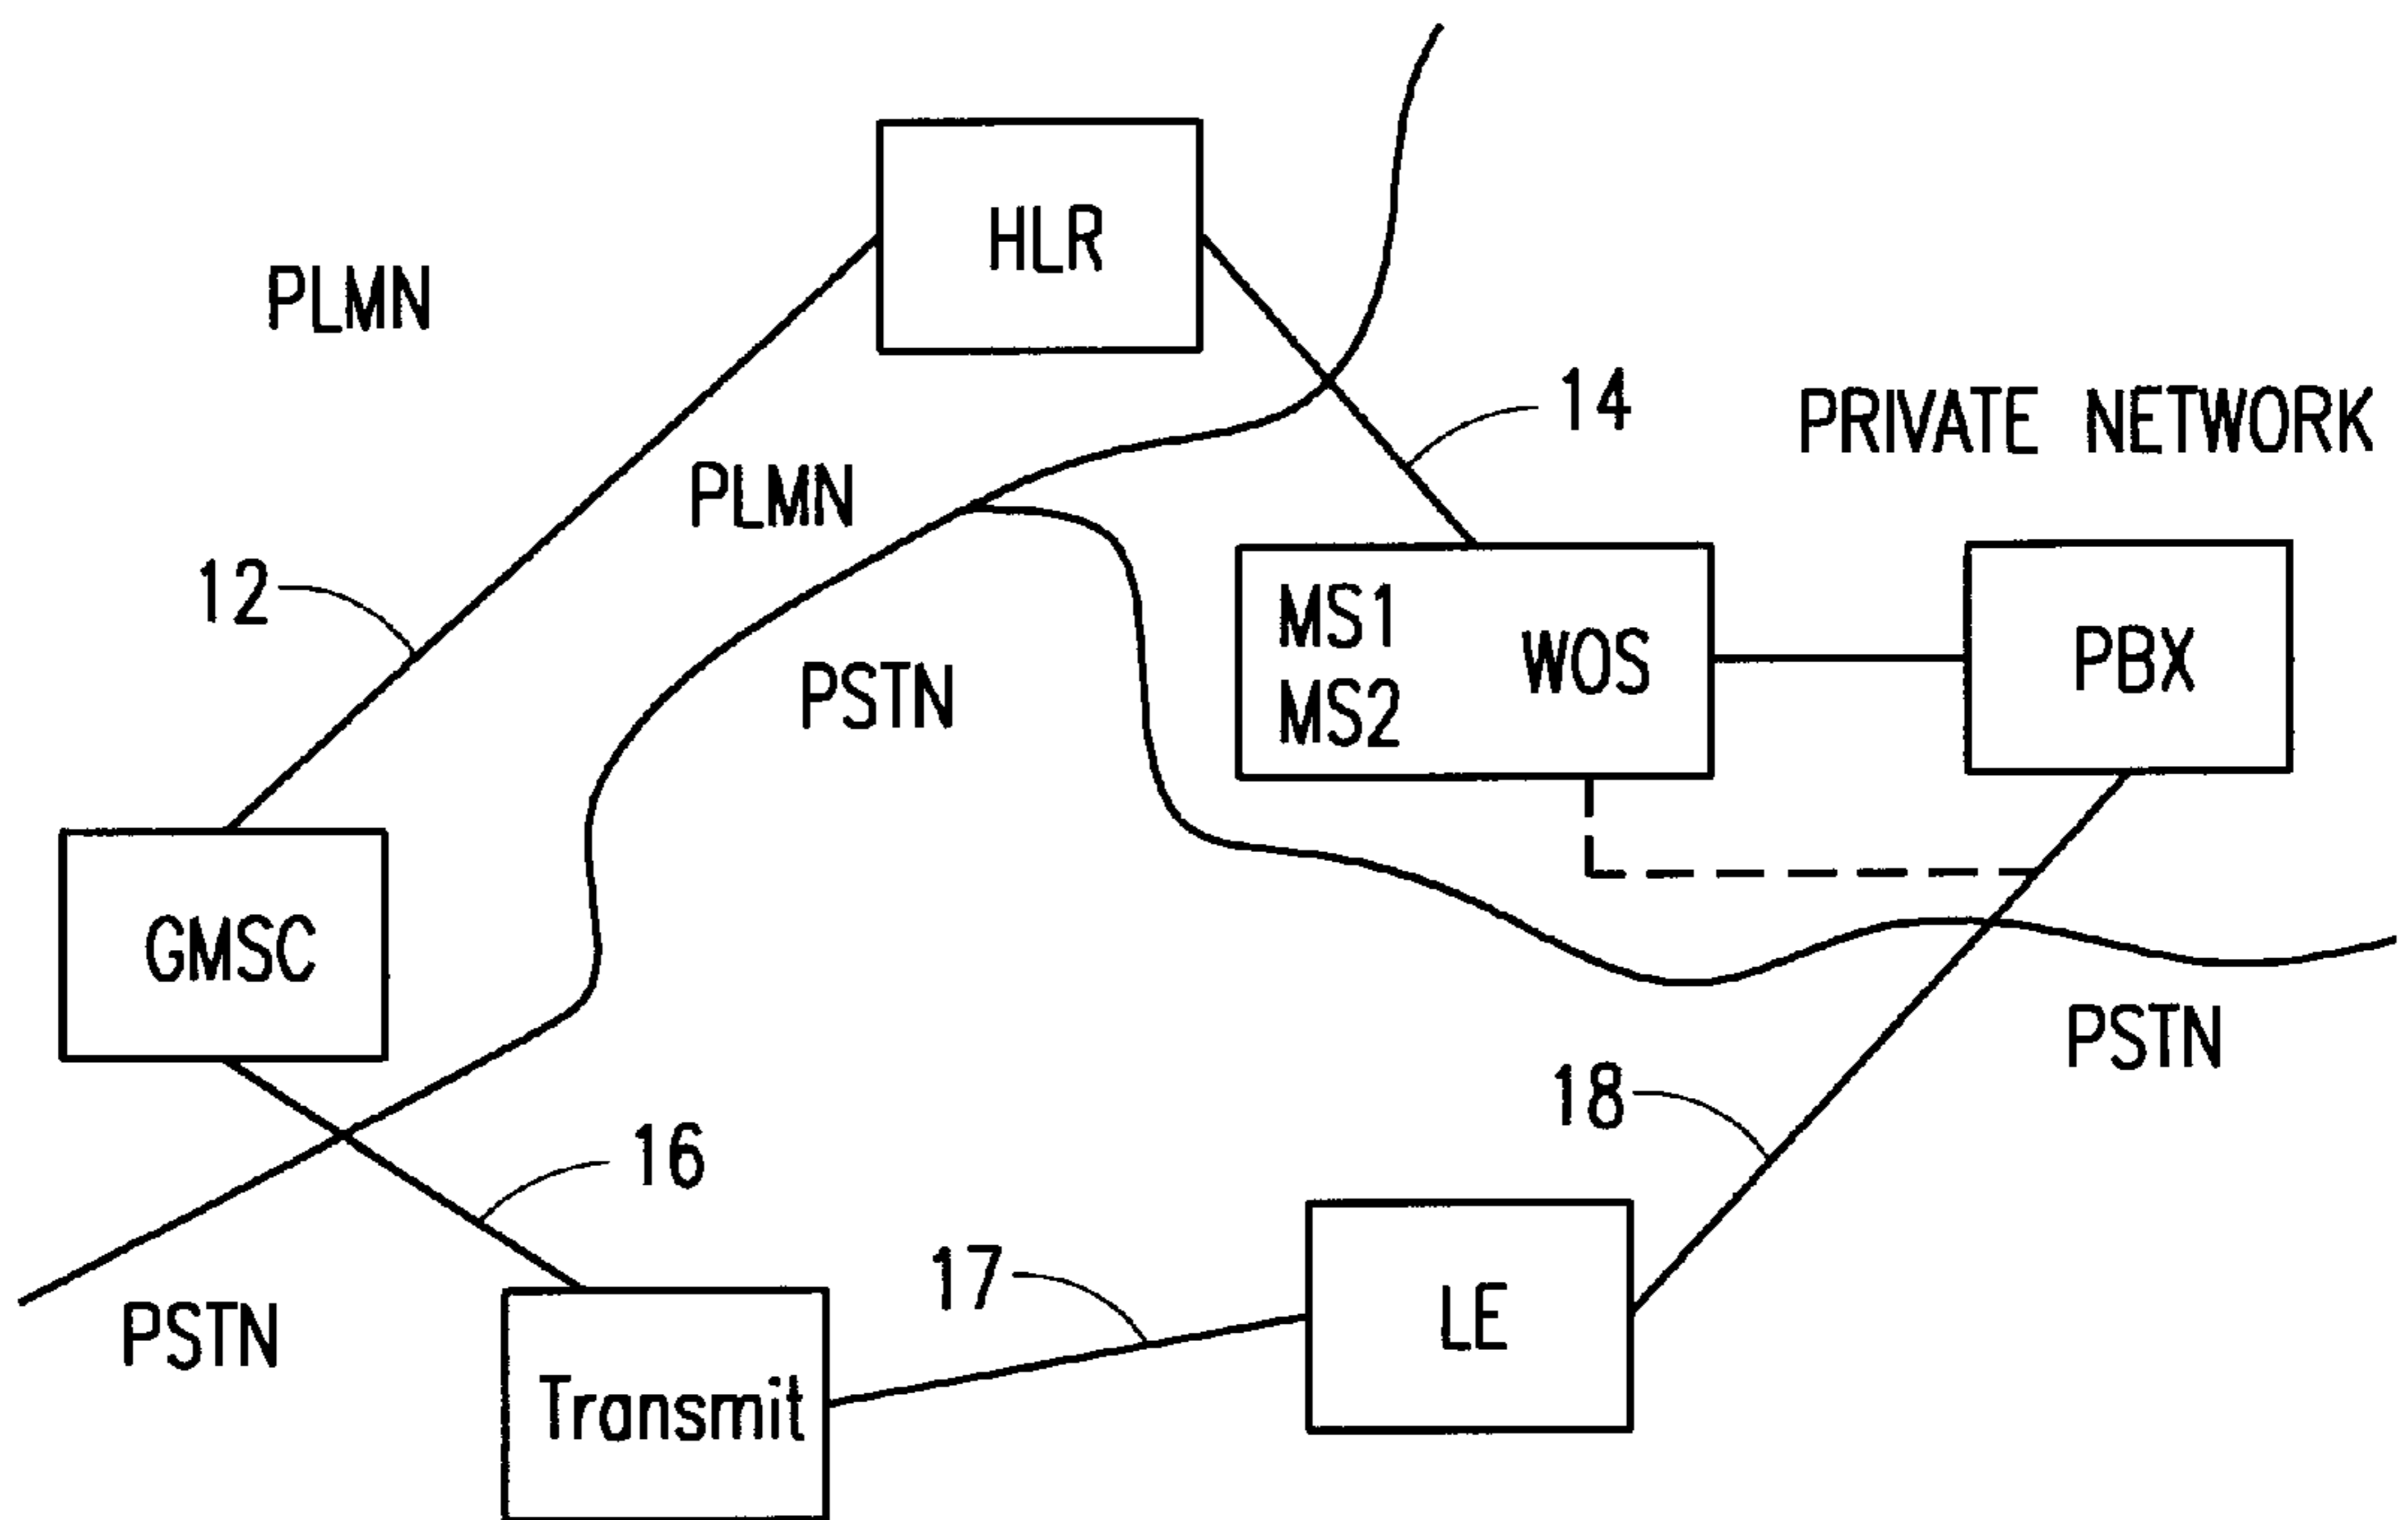 HLR
PLMN
14
PRIVATE NETWORK
PLMN
12
MS1
WOS
MS2
PBX
PSTN
GMSC
PSTN
18
16
17
LE
PSTN
Transmit